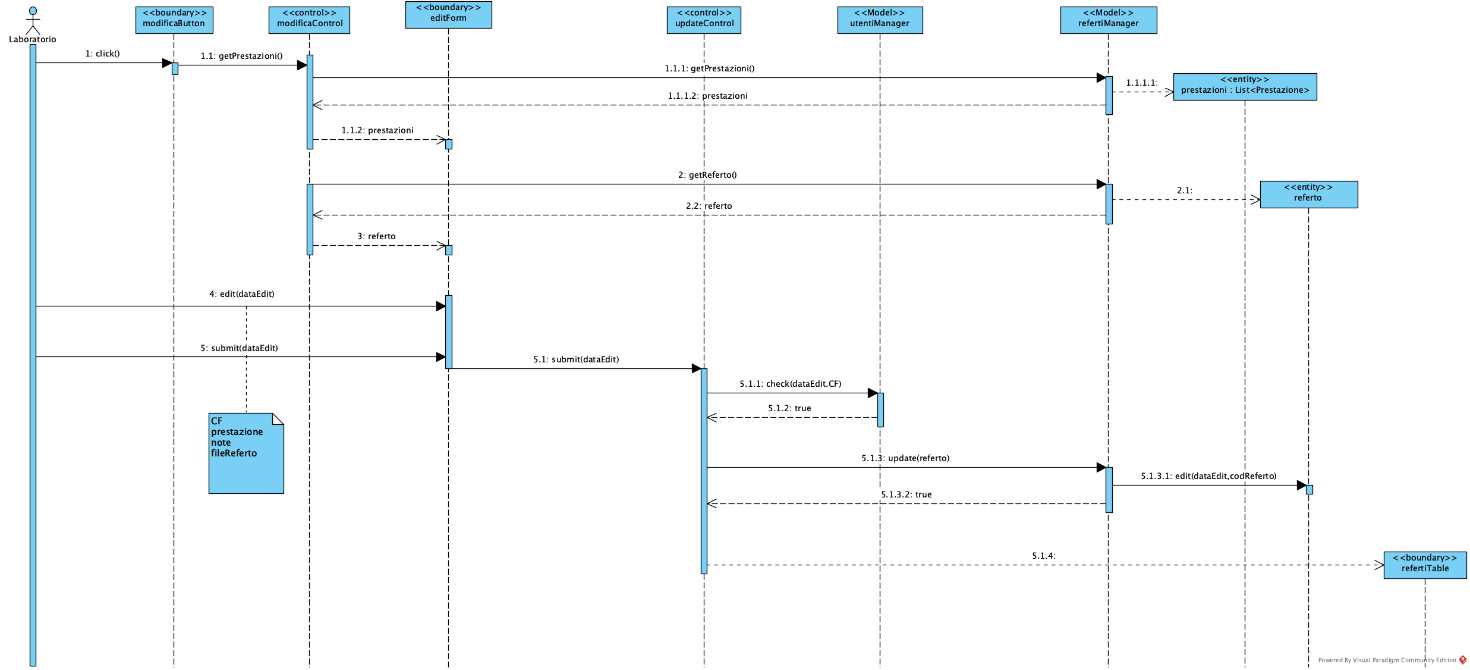 Laboratorio
<<boundary>>
modificaButton
<<control>>
modificaControl
<<boundary>>
editForm
<<control>>
updateControl
<<Model>>
utentiManager
<<Model>>
refertiManager
1: click()
1.1: getPrestazioni()
1.1.1: getPrestazioni()
1.1.1.1:
<<entity>>
prestazioni : List<Prestazione>
1.1.1.2: prestazioni
1.1.2: prestazioni
2: getReferto()
2.1:
<<entity>>
referto
2.2: referto
3: referto
4: edit(dataEdit)
5: submit(dataEdit)
5.1: submit(dataEdit)
5.1.1: check(dataEdit.CF)
5.1.2: true
CF
prestazione
note
fileReferto
5.1.3: update(referto)
5.1.3.1: edit(dataEdit,codReferto)
5.1.3.2: true
5.1.4:
<<boundary>>
refertiTable
Powered By Visual Paradigm Community Edition